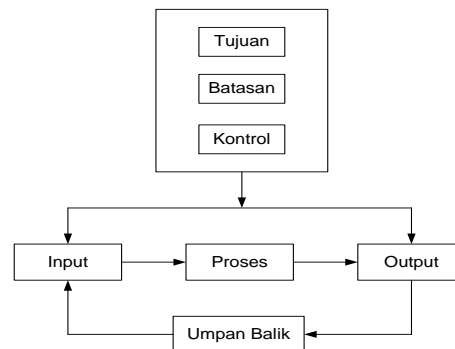 Tujuan
Batasan
Kontrol
Input
Proses
Output
Umpan Balik